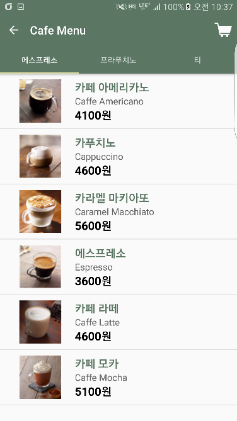 100% 오전 10:37
Cafe Menu
에스프레소 프라푸치노 티
카페 아메리카노
Caffe Americano
4100원
카푸치노
Cappuccino
4600원
카라멜 마키아또
Caramel Macchiato
5600원
에스프레소
Espresso
3600원
카페 라떼
Caffe Latte
4600원
카페 모카
Caffe Mocha
5100원